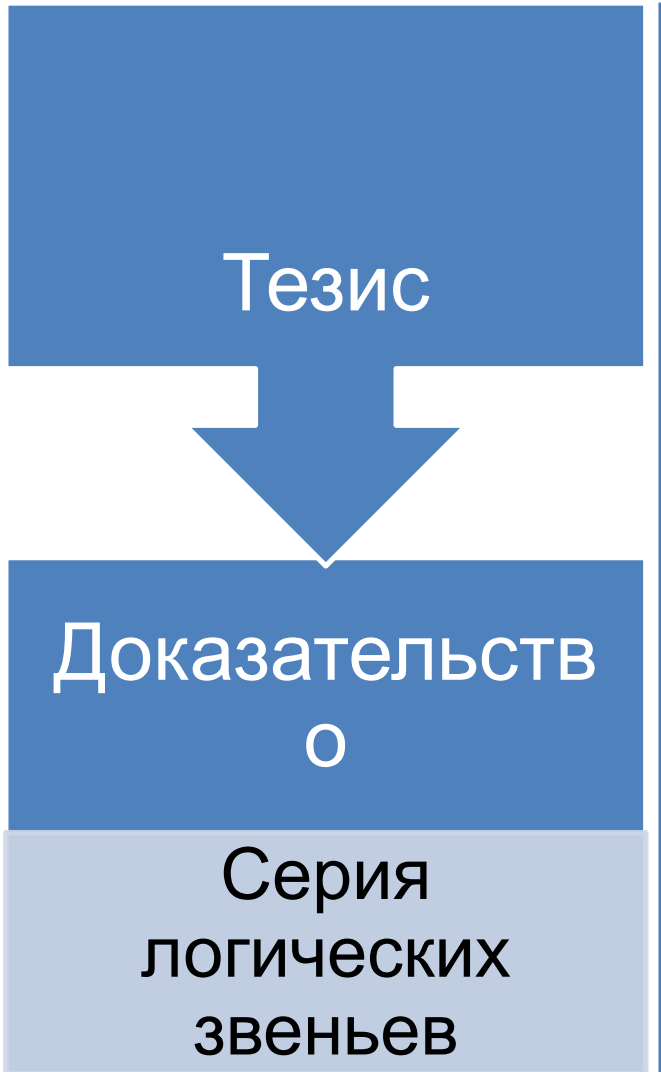 Тезис
Доказательств
о
Серия
логических
звеньев